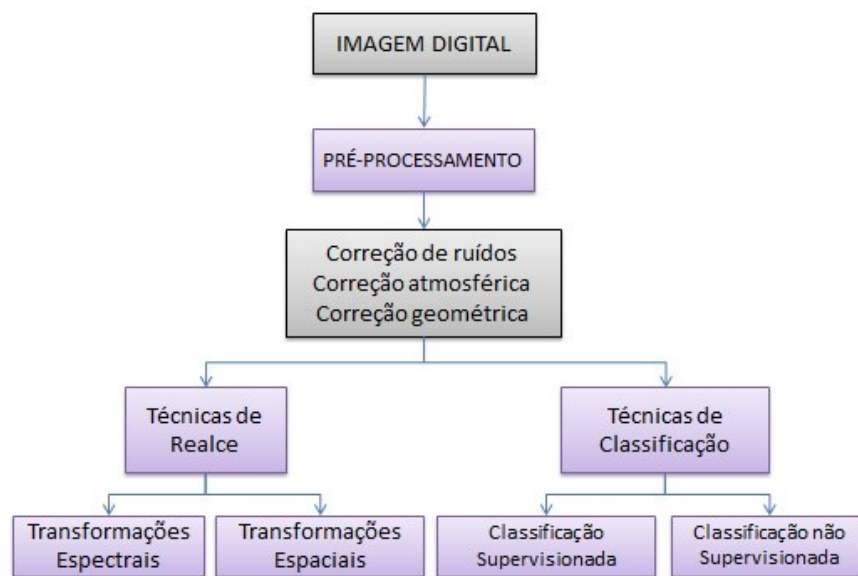 IMAGEM DIGITAL
PRÉ-PROCESSAMENTO
Correção de ruídos
Correção atmosférica
Correção geométrica
Técnicas de
Realce
Técnicas de
Classificação
Transformações
Espectrais
Transformações
Espaciais
Classificação
Supervisionada
Classificação não
Supervisionada